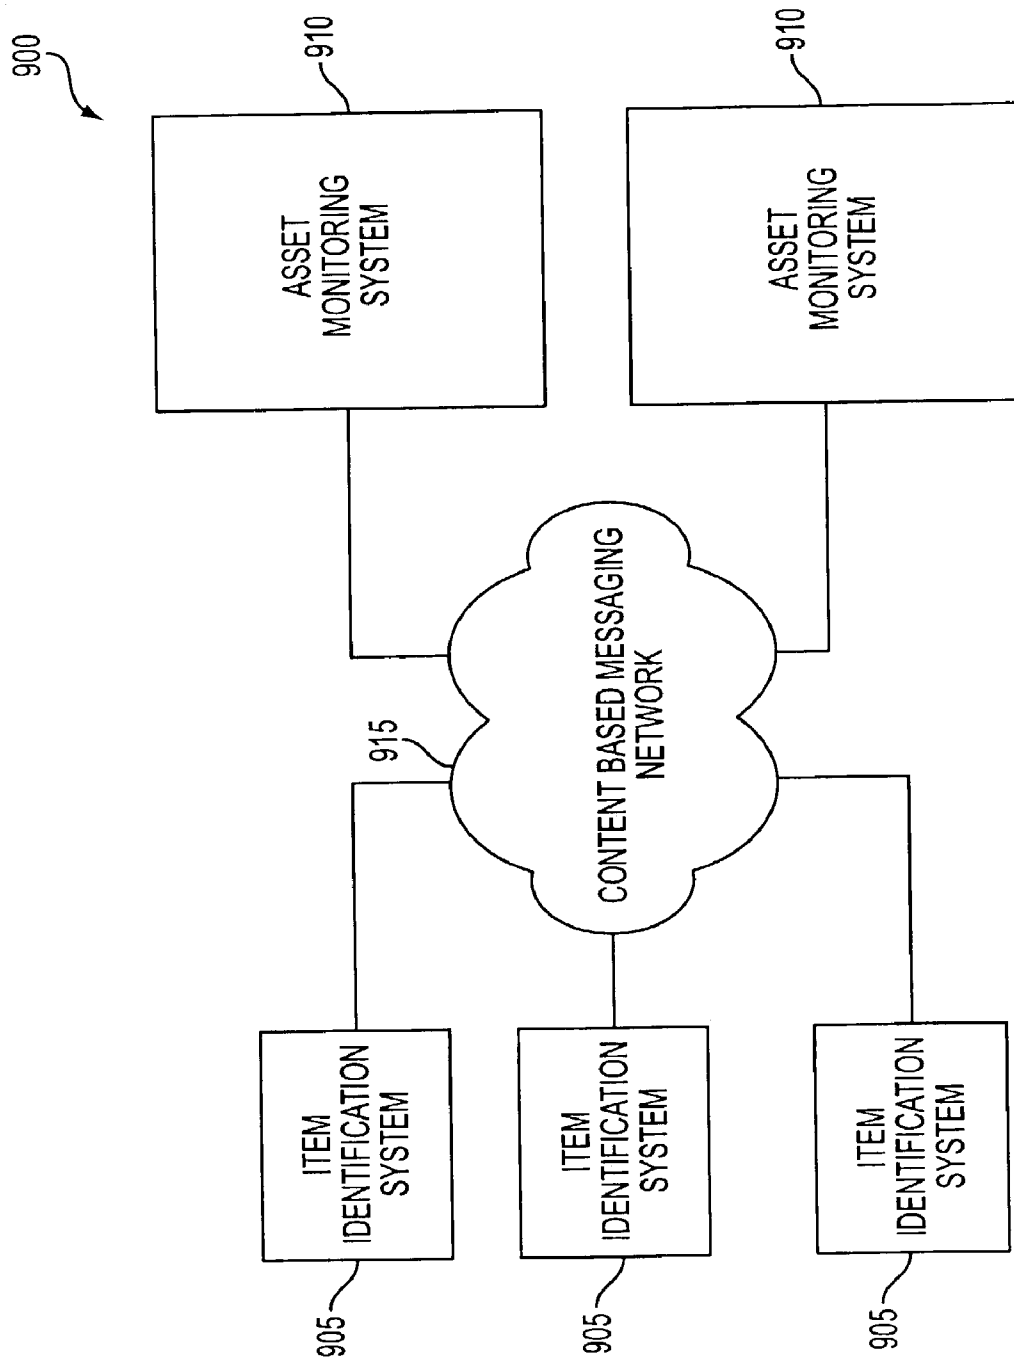 900
ASSET
MONITORING
SYSTEM
910
ASSET
MONITORING
SYSTEM
910
915
CONTENT BASED MESSAGING
NETWORK
ITEM
IDENTIFICATION
SYSTEM
905
ITEM
IDENTIFICATION
SYSTEM
905
ITEM
IDENTIFICATION
SYSTEM
905